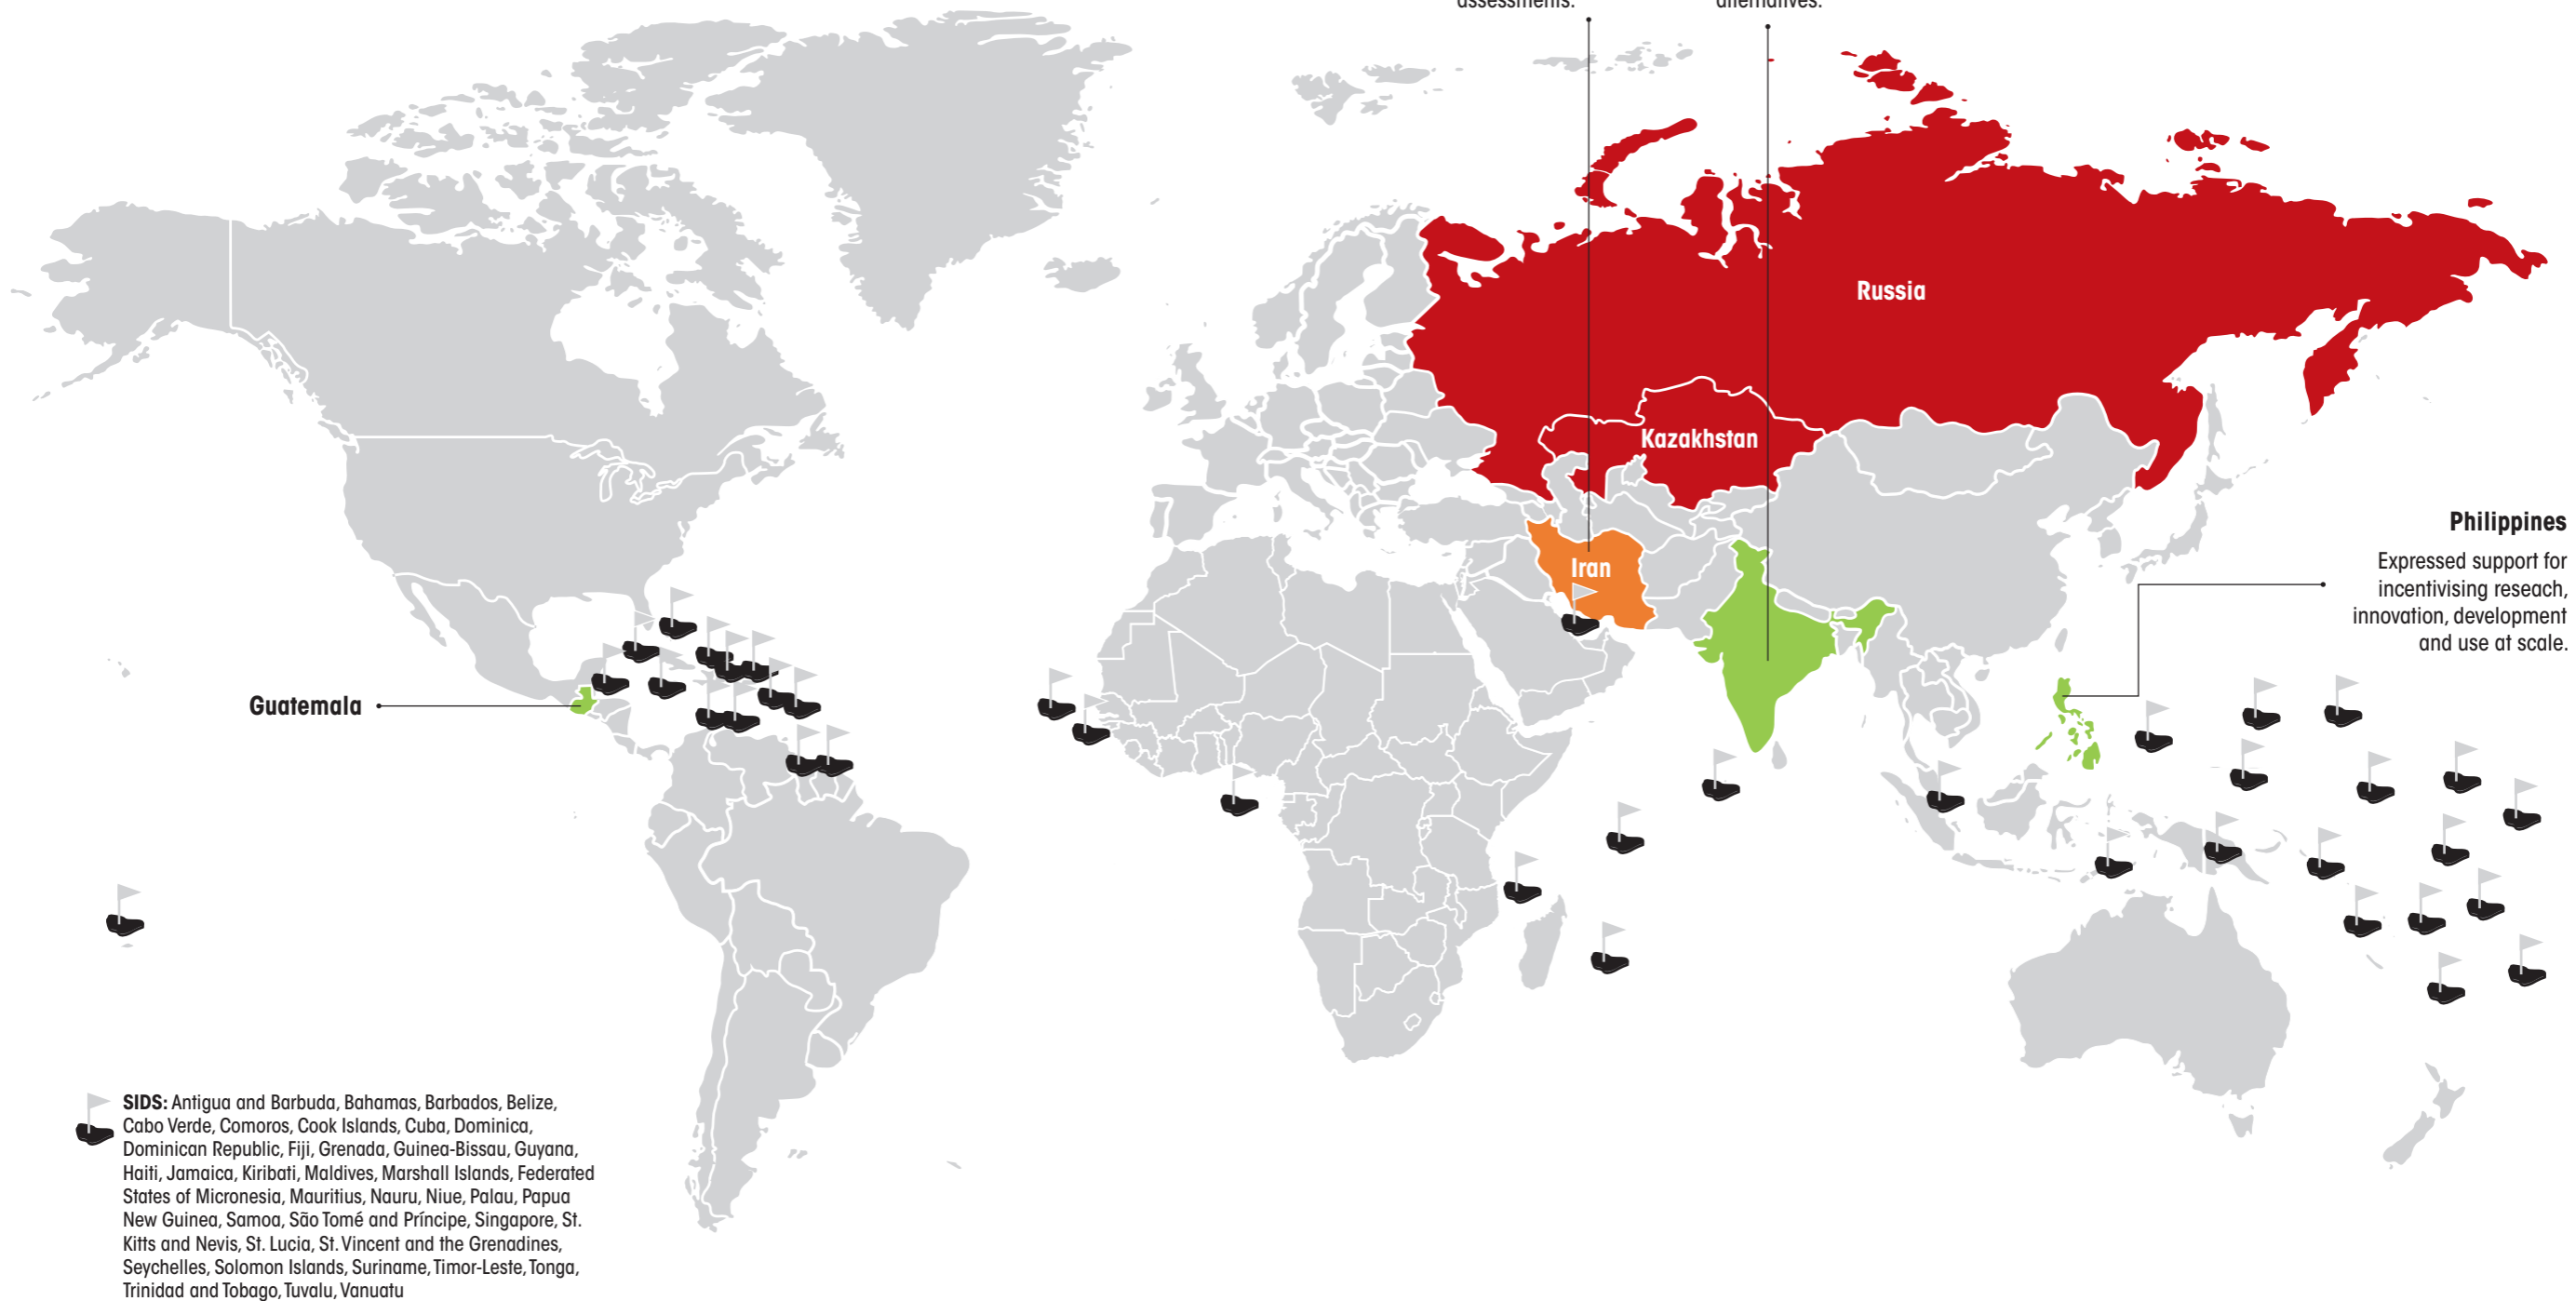 assessments.
alternatives.
Russia
Kazakhstan
Philippines
Expressed support for
incentivising reseach,
innovation, development
and use at scale.
Iran
Guatemala
SIDS: Antigua and Barbuda, Bahamas, Barbados, Belize,
Cabo Verde, Comoros, Cook Islands, Cuba, Dominica,
Dominican Republic, Fiji, Grenada, Guinea-Bissau, Guyana,
Haiti, Jamaica, Kiribati, Maldives, Marshall Islands, Federated
States of Micronesia, Mauritius, Nauru, Niue, Palau, Papua
New Guinea, Samoa, São Tomé and Príncipe, Singapore, St.
Kitts and Nevis, St. Lucia, St. Vincent and the Grenadines,
Seychelles, Solomon Islands, Suriname, Timor-Leste, Tonga,
Trinidad and Tobago, Tuvalu, Vanuatu